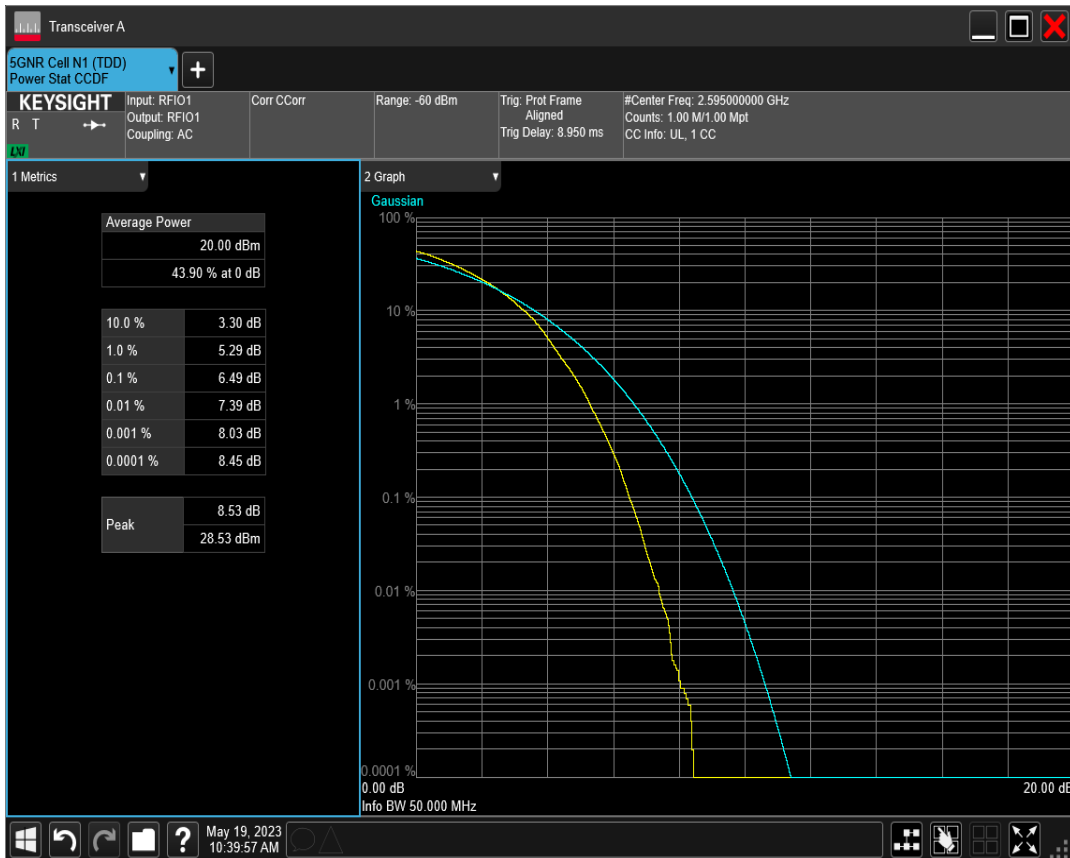 Transceiver A
5GNR Cell N1 (TDD)
Power Stat CCDF
+
KEYSIGHT
R T
LXI
Input: RFIO1
Output: RFIO1
Coupling: AC
Corr CCorr
Range: -60 dBm
Trig: Prot Frame
Aligned
Trig Delay: 8.950 ms
#Center Freq: 2.595000000 GHz
Counts: 1.00 M/1.00 Mpt
CC Info: UL, 1 CC
1 Metrics
Average Power
20.00 dBm
43.90 % at 0 dB
10.0 % 3.30 dB
1.0 % 5.29 dB
0.1 % 6.49 dB
0.01 % 7.39 dB
0.001 % 8.03 dB
0.0001 % 8.45 dB
Peak 8.53 dB
28.53 dBm
2 Graph
Gaussian
100 %
10 %
1 %
0.1 %
0.01 %
0.001 %
0.0001 %
0.00 dB 20.00 dB
Info BW 50.000 MHz
?
May 19, 2023
10:39:57 AM